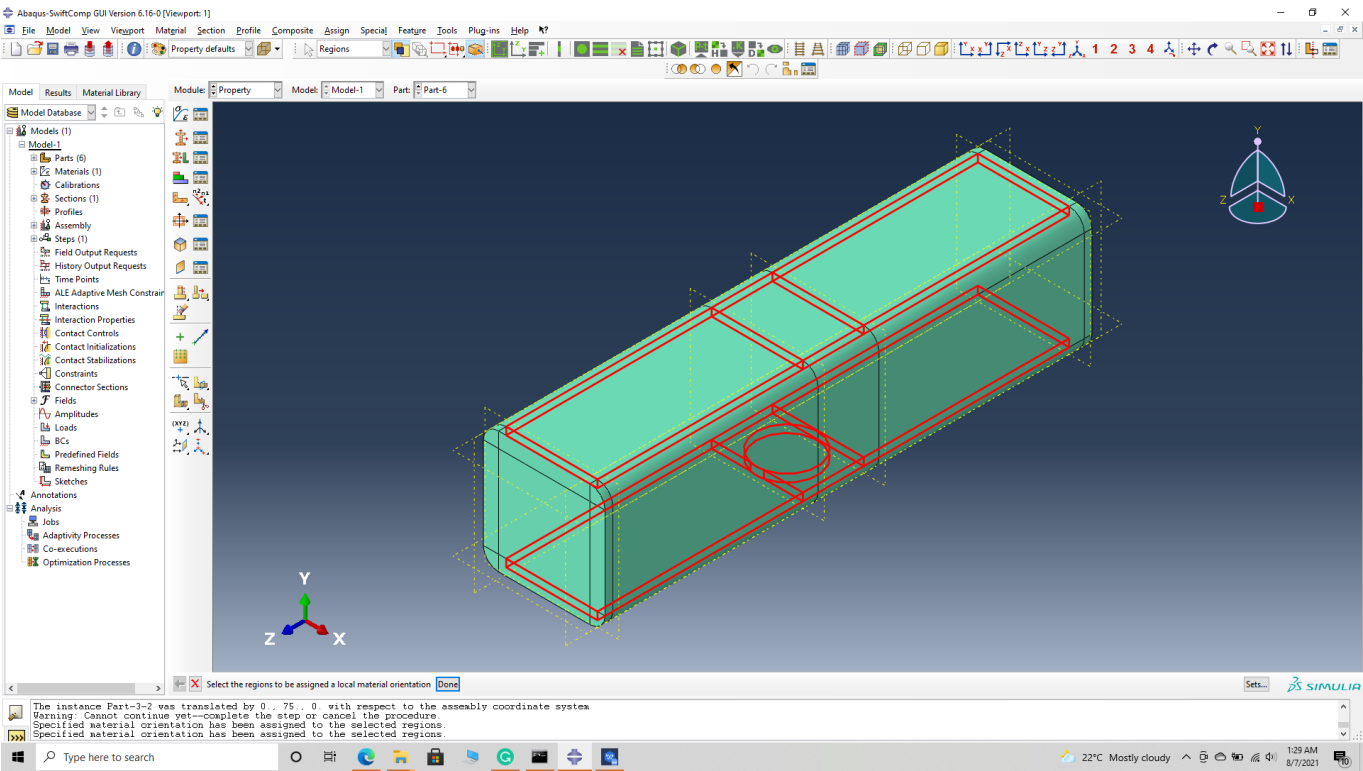 Abaqus-SwiftComp GUI Version 6.16-0 [Viewport: 1]
File Model View Viewport Material Section Profile Composite Assign Special Feature Tools Plug-ins Help
Property defaults Regions 1 2 3 4
Model Results Material Library Module: Property Model: Model-1 Part: Part-6
Model Database
Models (1)
Model-1
Parts (6)
Materials (1)
Calibrations
Sections (1)
Profiles
Assembly
Steps (1)
Field Output Requests
History Output Requests
Time Points
ALE Adaptive Mesh Constrain
Interactions
Interaction Properties
Contact Controls
Contact Initializations
Contact Stabilizations
Constraints
Connector Sections
Fields
Amplitudes
Loads
BCs
Predefined Fields
Remeshing Rules
Sketches
Annotations
Analysis
Jobs
Adaptivity Processes
Co-executions
Optimization Processes
(XYZ)
Y
Z X
Y
Z X
Select the regions to be assigned a local material orientation Done Sets... SIMULIA
The instance Part-3-2 was translated by 0., 75., 0. with respect to the assembly coordinate system
Warning: Cannot continue yet--complete the step or cancel the procedure.
Specified material orientation has been assigned to the selected regions.
Specified material orientation has been assigned to the selected regions.
>>>
Type here to search 22°C Mostly cloudy 1:29 AM
8/7/2021 10